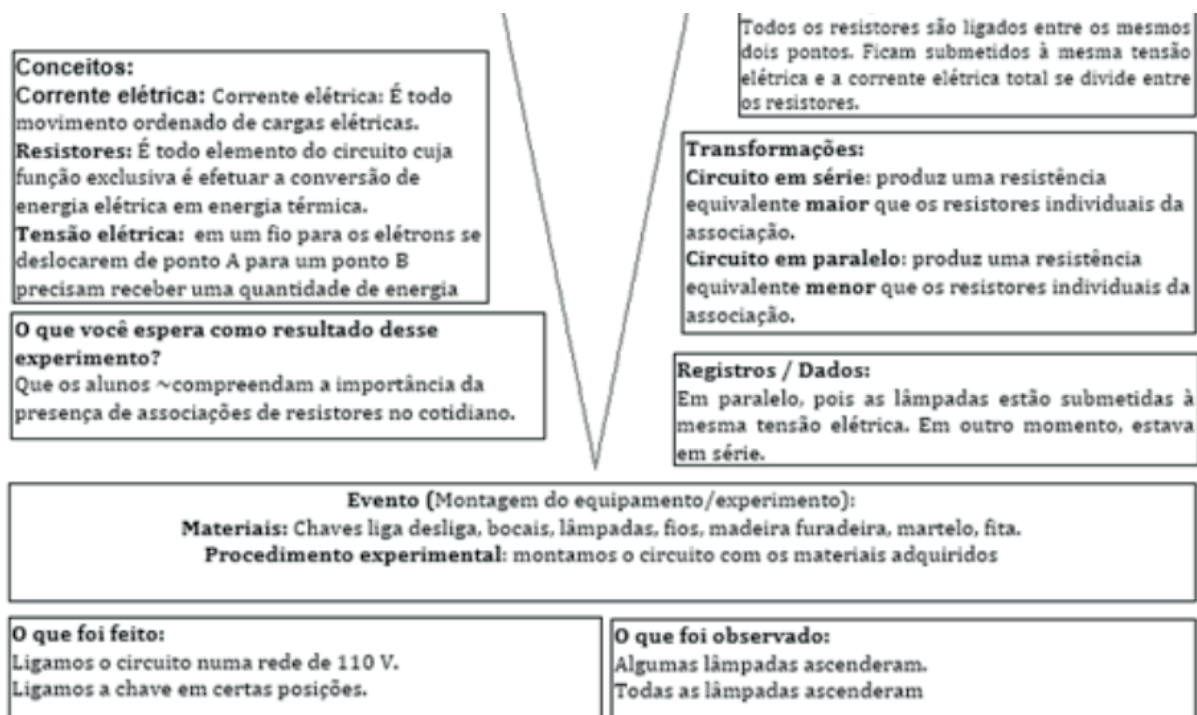 Conceitos:
Corrente elétrica: Corrente elétrica: É todo
movimento ordenado de cargas elétricas.
Resistores: É todo elemento do circuito cuja
função exclusiva é efetuar a conversão de
energia elétrica em energia térmica.
Tensão elétrica: em um fio para os elétrons se
deslocarem de ponto A para um ponto B
precisam receber uma quantidade de energia
O que você espera como resultado desse
experimento?
Que os alunos ~compreendam a importância da
presença de associações de resistores no cotidiano.
Todos os resistores são ligados entre os mesmos
dois pontos. Ficam submetidos à mesma tensão
elétrica e a corrente elétrica total se divide entre
os resistores.
Transformações:
Circuito em série: produz uma resistência
equivalente maior que os resistores individuais da
associação.
Circuito em paralelo: produz uma resistência
equivalente menor que os resistores individuais da
associação.
Registros / Dados:
Em paralelo, pois as lâmpadas estão submetidas à
mesma tensão elétrica. Em outro momento, estava
em série.
Evento (Montagem do equipamento/experimento):
Materiais: Chaves liga desliga, bocais, lâmpadas, fios, madeira furadeira, martelo, fita.
Procedimento experimental: montamos o circuito com os materiais adquiridos
O que foi feito:
Ligamos o circuito numa rede de 110 V.
Ligamos a chave em certas posições.
O que foi observado:
Algumas lâmpadas ascenderam.
Todas as lâmpadas ascenderam